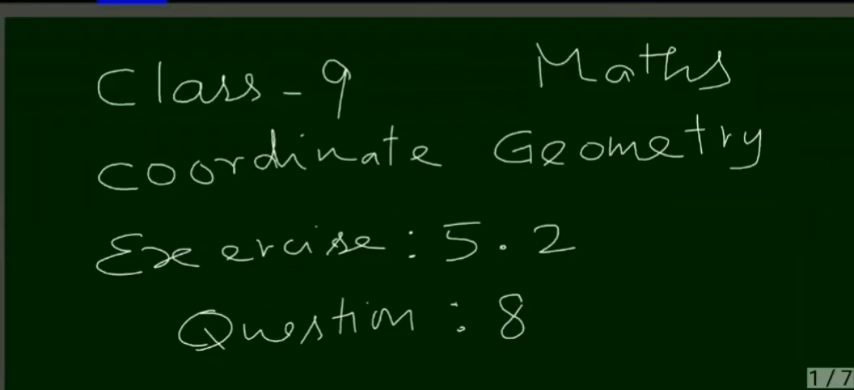 Class-9 Maths
Coordinate Geometry
Exercise: 5.2
Question: 8
1/7